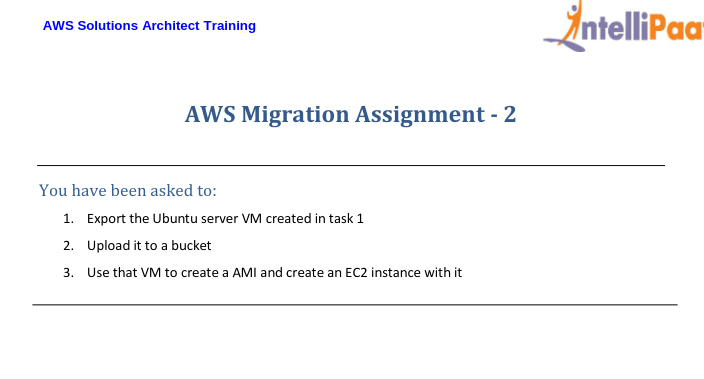 AWS Solutions Architect Training
IntelliPaa
AWS Migration Assignment - 2
You have been asked to:
1. Export the Ubuntu server VM created in task 1
2. Upload it to a bucket
3. Use that VM to create a AMI and create an EC2 instance with it